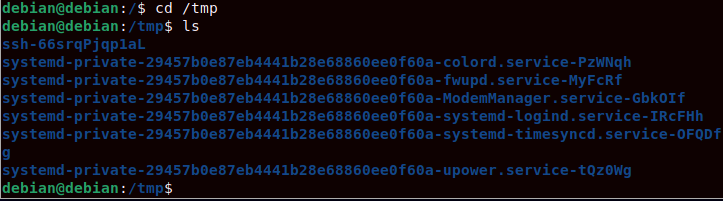 debian@debian:/$ cd /tmp
debian@debian:/tmp$ ls
ssh-66srqPjqp1aL
systemd-private-29457b0e87eb4441b28e68860ee0f60a-colord.service-PzWNqh
systemd-private-29457b0e87eb4441b28e68860ee0f60a-fwupd.service-MyFcRf
systemd-private-29457b0e87eb4441b28e68860ee0f60a-ModemManager.service-GbkOIf
systemd-private-29457b0e87eb4441b28e68860ee0f60a-systemd-logind.service-IRcFHh
systemd-private-29457b0e87eb4441b28e68860ee0f60a-systemd-timesyncd.service-OFQDf
g
systemd-private-29457b0e87eb4441b28e68860ee0f60a-upower.service-tQz0Wg
debian@debian:/tmp$